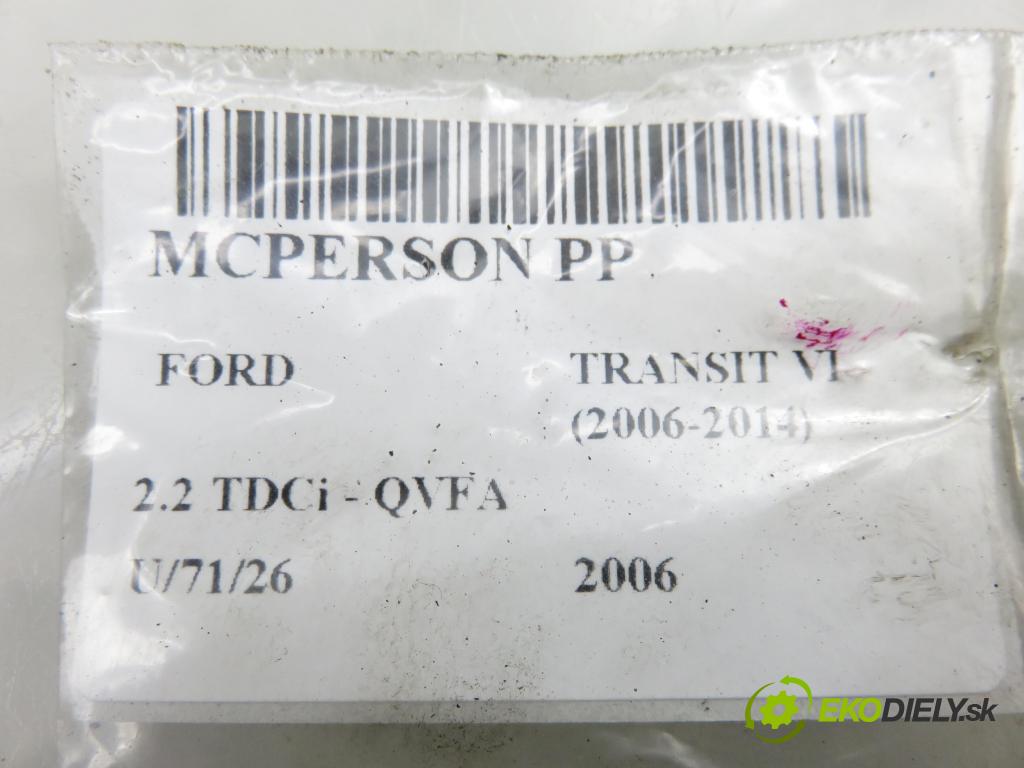 MCPERSON PP
FORD
TRANSIT VI
(2006-2014)
2.2 TDCi - QVFA
U/71/26
2006
EKODIELY.sk